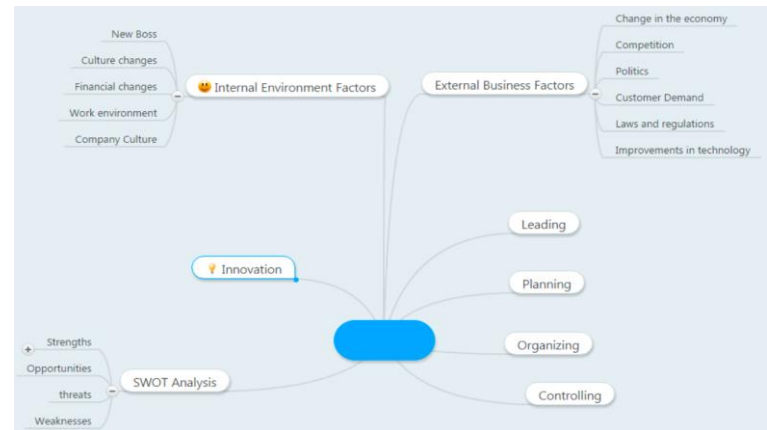 New Boss
Culture changes
Financial changes
Work environment
Company Culture
Internal Environment Factors
External Business Factors
Change in the economy
Competition
Politics
Customer Demand
Laws and regulations
Improvements in technology
Leading
Innovation
Planning
Organizing
Controlling
Strengths
Opportunities
threats
Weaknesses
SWOT Analysis